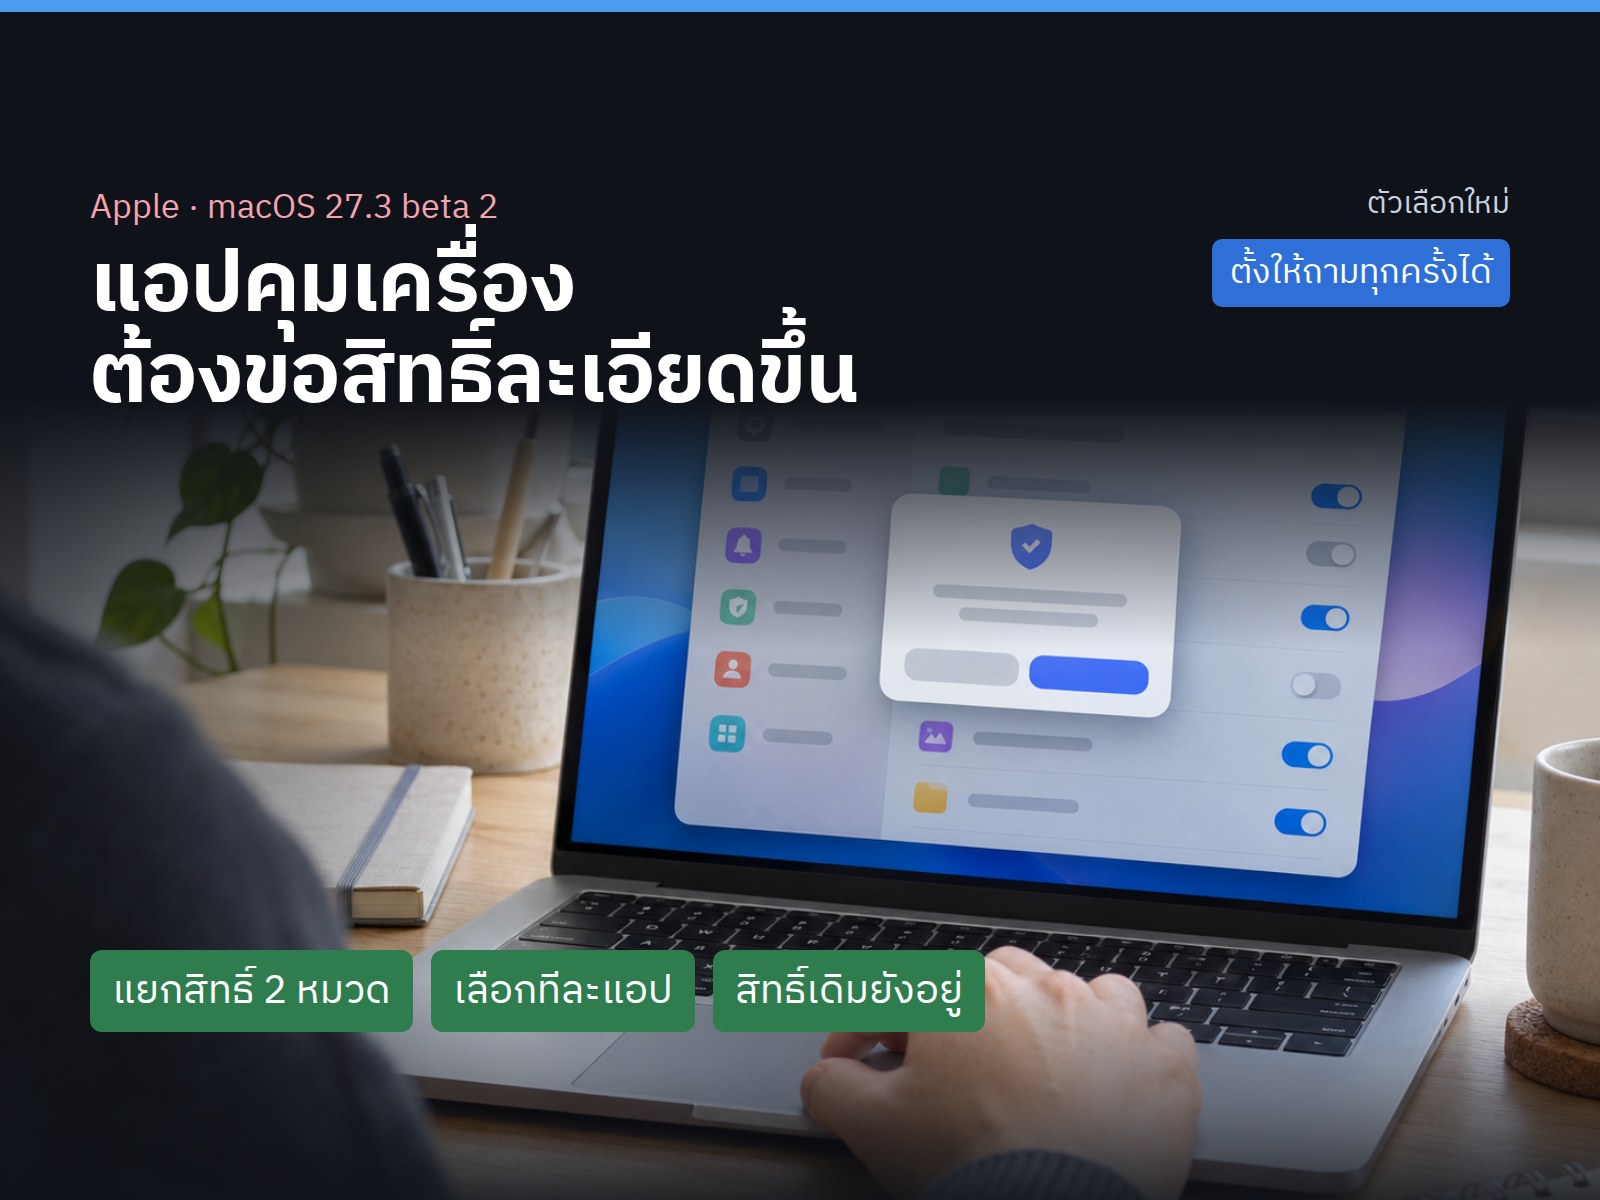 Apple · macOS 27.3 beta 2
แอปคุมเครื่อง
ต้องขอสิทธิ์ละเอียดขึ้น
ตัวเลือกใหม่
ตั้งให้ถามทุกครั้งได้
แยกสิทธิ์ 2 หมวด
เลือกทีละแอป
สิทธิ์เดิมยังอยู่